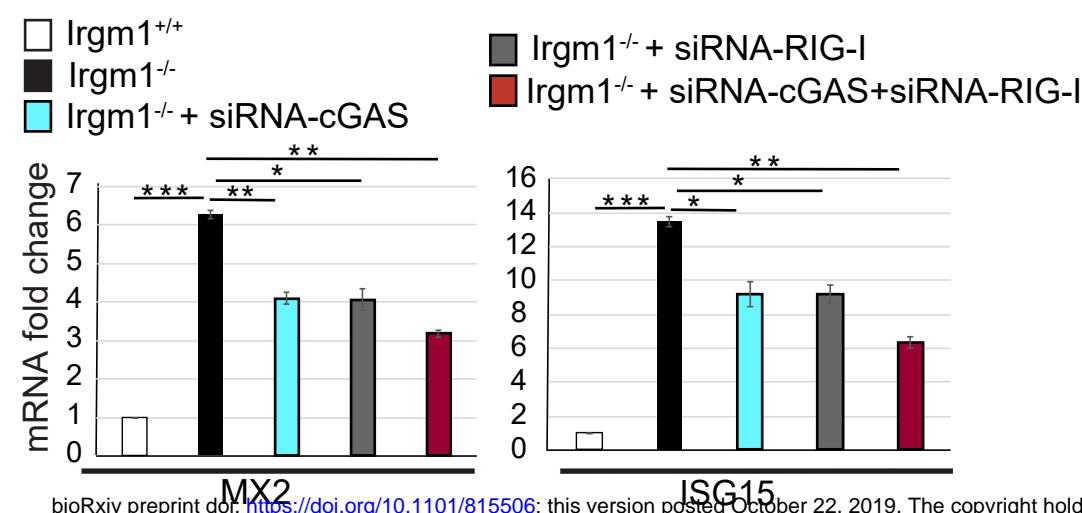 Irgm1+/+
Irgm1-/-
Irgm1-/- + siRNA-cGAS
Irgm1-/- + siRNA-RIG-I
Irgm1-/- + siRNA-cGAS+siRNA-RIG-I
mRNA fold change
7
6
5
4
3
2
1
0
***
**
*
**
MX2
16
14
12
10
8
6
4
2
0
***
*
*
**
ISG15
bioRxiv preprint doi: https://doi.org/10.1101/815506; this version posted October 22, 2019. The copyright hold